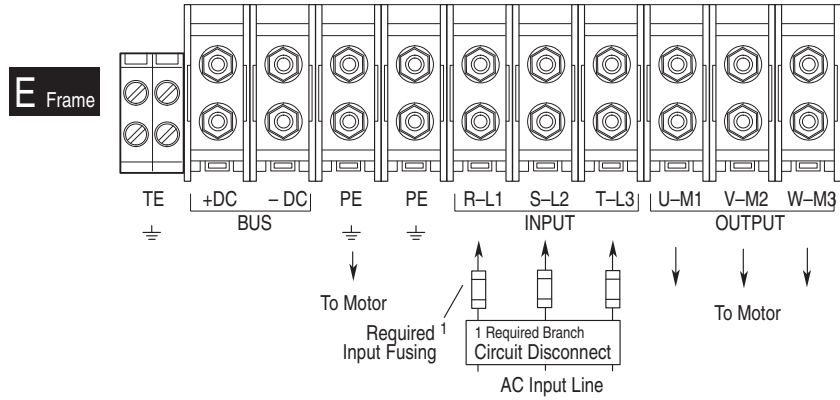 E Frame
TE +DC – DC PE PE R–L1 S–L2 T–L3 U–M1 V–M2 W–M3
BUS INPUT OUTPUT
To Motor
To Motor
Required 1
Input Fusing
1 Required Branch
Circuit Disconnect
AC Input Line